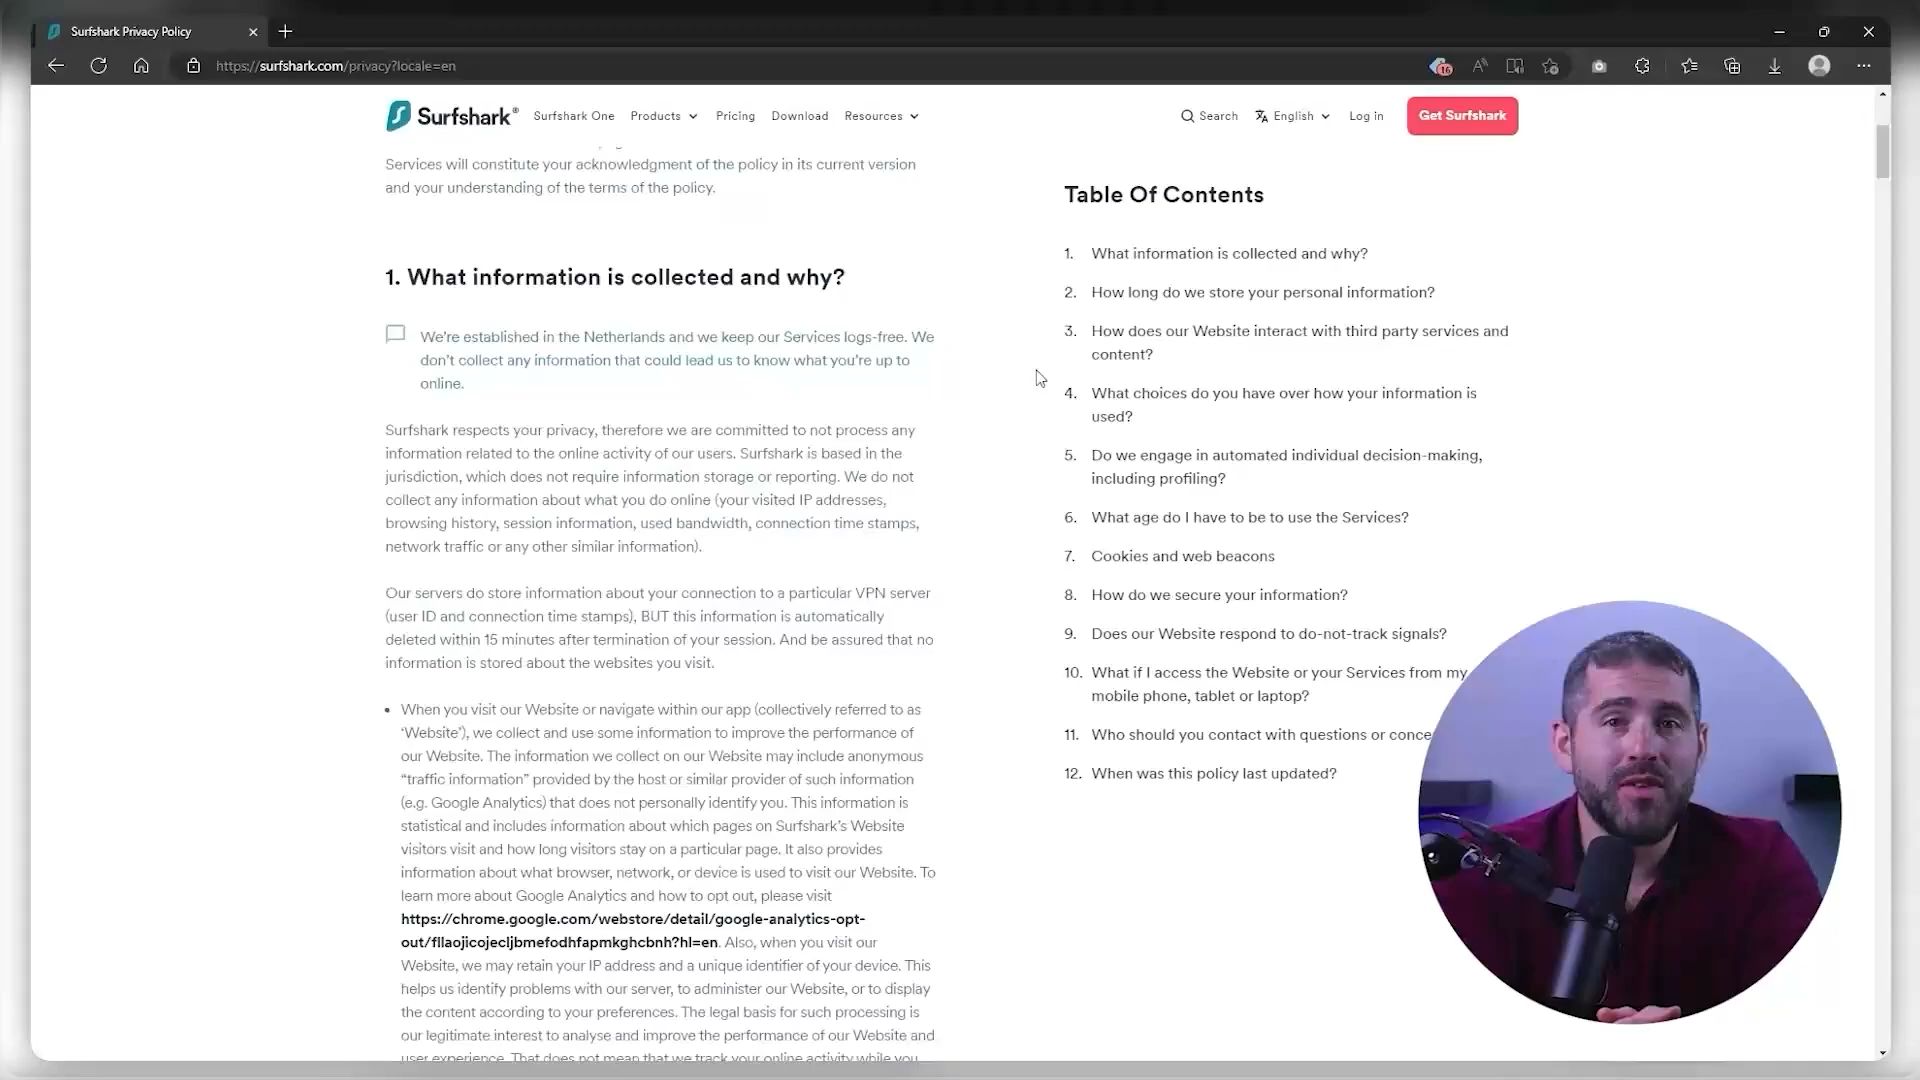 Surfshark Privacy Policy
https://surfshark.com/privacy?locale=en
16
Surfshark®
Surfshark One
Products
Pricing
Download
Resources
Search
English
Log in
Get Surfshark
Services will constitute your acknowledgment of the policy in its current version
and your understanding of the terms of the policy.
1. What information is collected and why?
We're established in the Netherlands and we keep our Services logs-free. We
don't collect any information that could lead us to know what you're up to
online.
Surfshark respects your privacy, therefore we are committed to not process any
information related to the online activity of our users. Surfshark is based in the
jurisdiction, which does not require information storage or reporting. We do not
collect any information about what you do online (your visited IP addresses,
browsing history, session information, used bandwidth, connection time stamps,
network traffic or any other similar information).
Our servers do store information about your connection to a particular VPN server
(user ID and connection time stamps), BUT this information is automatically
deleted within 15 minutes after termination of your session. And be assured that no
information is stored about the websites you visit.
• When you visit our Website or navigate within our app (collectively referred to as
‘Website’), we collect and use some information to improve the performance of
our Website. The information we collect on our Website may include anonymous
“traffic information” provided by the host or similar provider of such information
(e.g. Google Analytics) that does not personally identify you. This information is
statistical and includes information about which pages on Surfshark's Website
visitors visit and how long visitors stay on a particular page. It also provides
information about what browser, network, or device is used to visit our Website. To
learn more about Google Analytics and how to opt out, please visit
https://chrome.google.com/webstore/detail/google-analytics-opt-
out/fllaojicojecljbmefodhfapmkghcbnh?hl=en. Also, when you visit our
Website, we may retain your IP address and a unique identifier of your device. This
helps us identify problems with our server, to administer our Website, or to display
the content according to your preferences. The legal basis for such processing is
our legitimate interest to analyse and improve the performance of our Website and
user experience. That does not mean that we track your online activity while you
Table Of Contents
1. What information is collected and why?
2. How long do we store your personal information?
3. How does our Website interact with third party services and
content?
4. What choices do you have over how your information is
used?
5. Do we engage in automated individual decision-making,
including profiling?
6. What age do I have to be to use the Services?
7. Cookies and web beacons
8. How do we secure your information?
9. Does our Website respond to do-not-track signals?
10. What if I access the Website or your Services from my
mobile phone, tablet or laptop?
11. Who should you contact with questions or conce
12. When was this policy last updated?